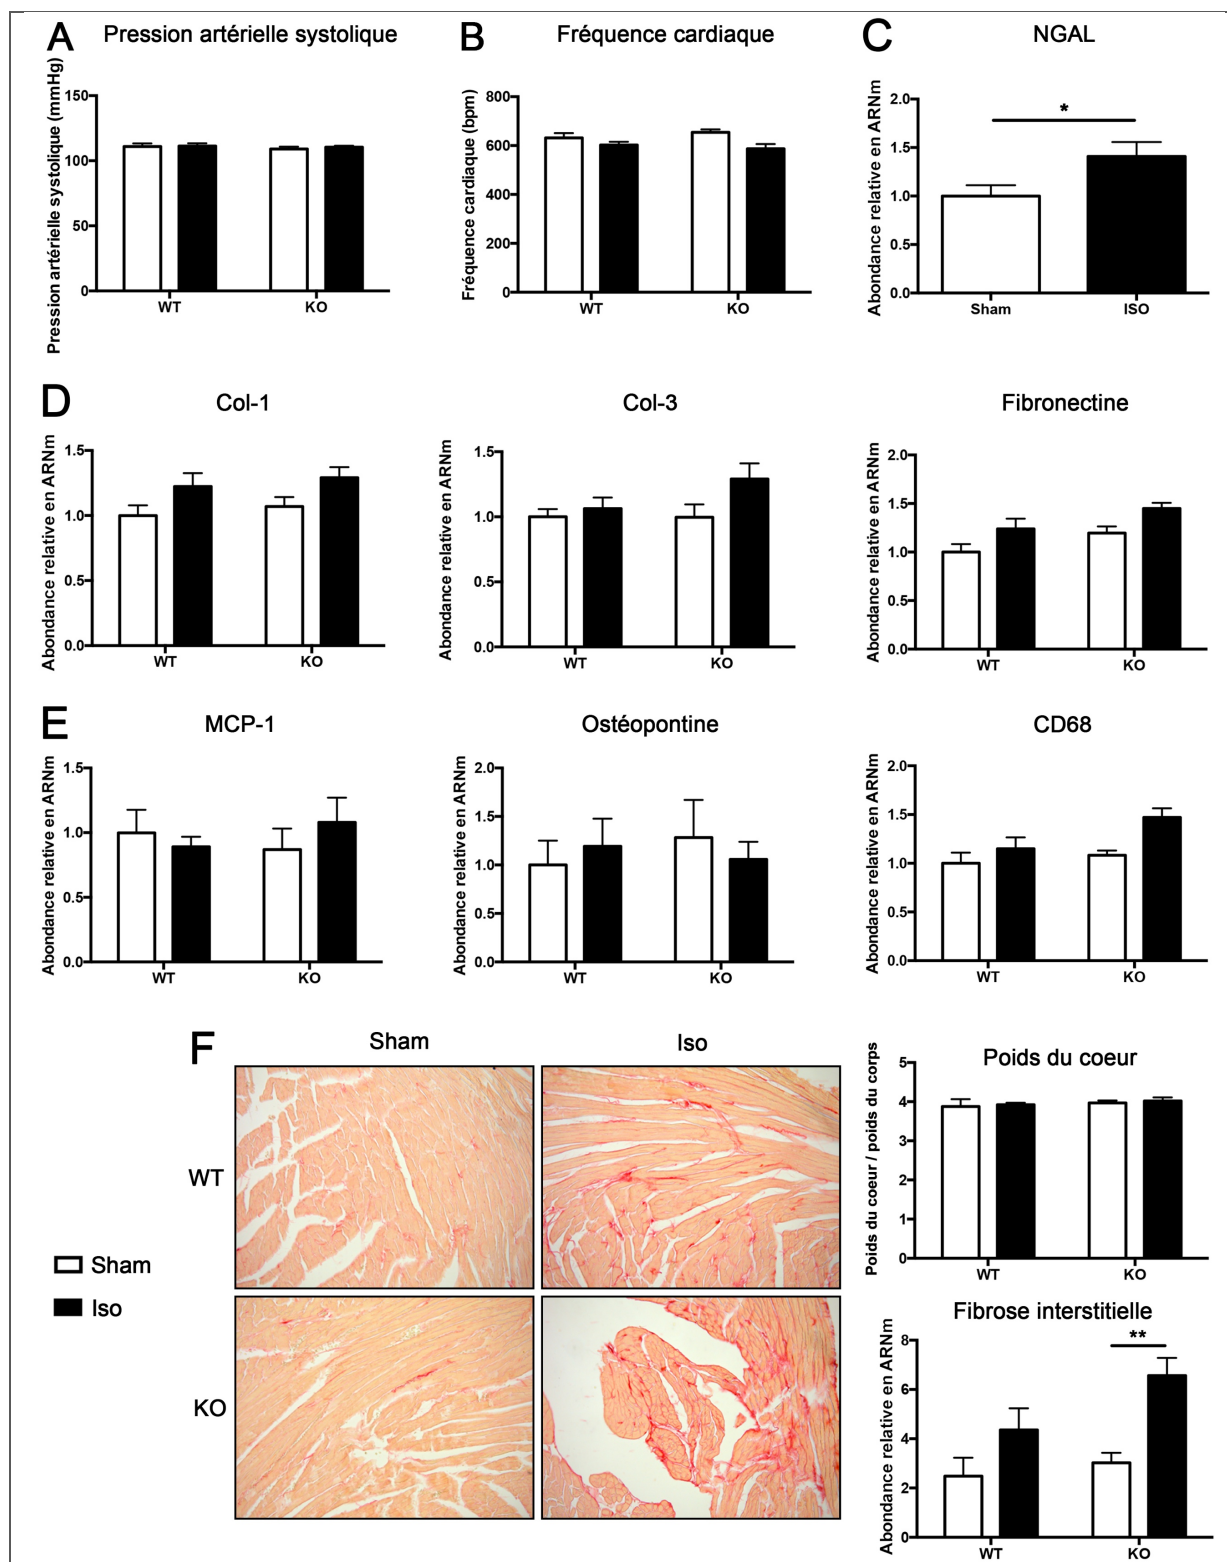 A Pression artérielle systolique
Pression artérielle systolique (mmHg)
150
100
50
0
WT KO
B Fréquence cardiaque
Fréquence cardiaque (bpm)
800
600
400
200
0
WT KO
C NGAL
Abondance relative en ARNm
2.0
1.5
1.0
0.5
0.0
*
Sham ISO
D Col-1
Abondance relative en ARNm
1.5
1.0
0.5
0.0
WT KO
Col-3
Abondance relative en ARNm
1.5
1.0
0.5
0.0
WT KO
Fibronectine
Abondance relative en ARNm
2.0
1.5
1.0
0.5
0.0
WT KO
E MCP-1
Abondance relative en ARNm
1.5
1.0
0.5
0.0
WT KO
Ostéopontine
Abondance relative en ARNm
2.0
1.5
1.0
0.5
0.0
WT KO
CD68
Abondance relative en ARNm
2.0
1.5
1.0
0.5
0.0
WT KO
F Sham Iso
WT
KO
Sham
Iso
Poids du coeur
Poids du coeur / poids du corps
5
4
3
2
1
0
WT KO
Fibrose interstitielle
Abondance relative en ARNm
8
6
4
2
0
**
WT KO